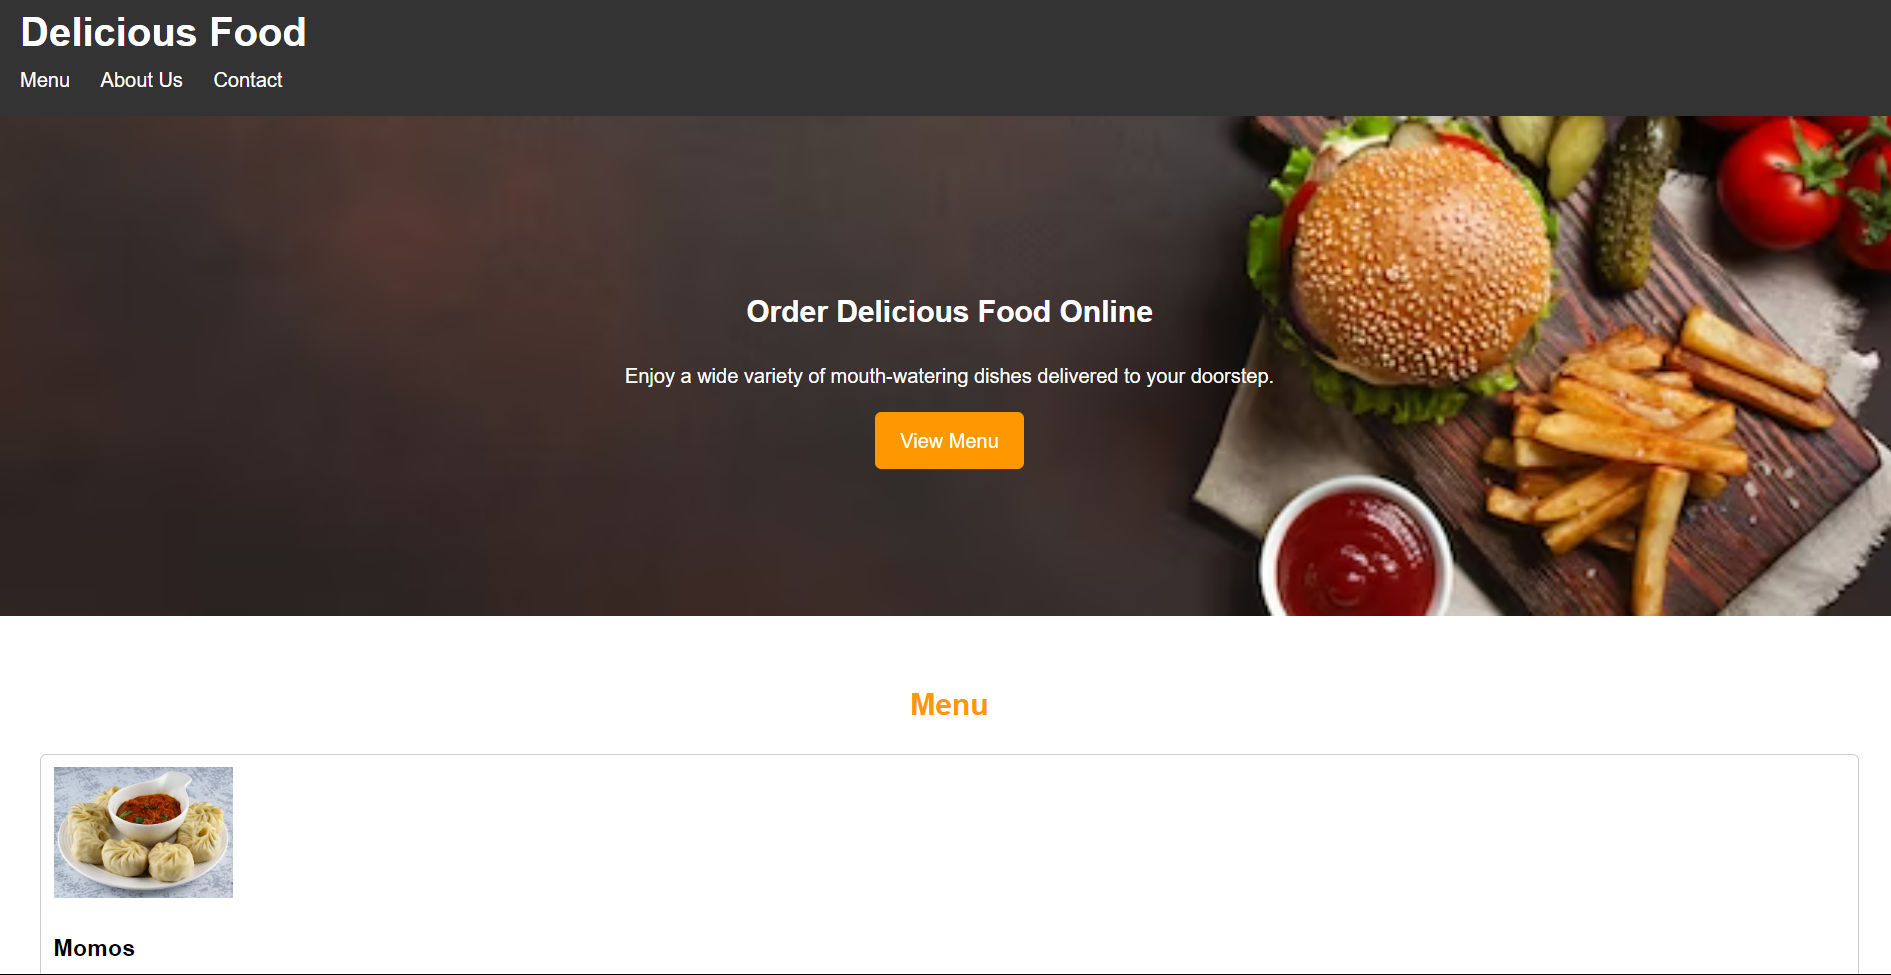 Delicious Food
Menu About Us Contact
Order Delicious Food Online
Enjoy a wide variety of mouth-watering dishes delivered to your doorstep.
View Menu
Menu
Momos